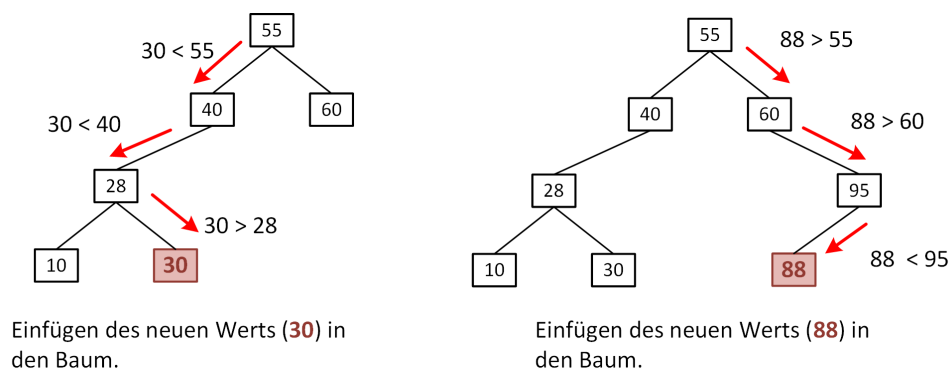 55
30 < 55
40
60
30 < 40
28
30 > 28
10
30
Einfügen des neuen Werts (30) in
den Baum.
55
88 > 55
40
60
88 > 60
28
95
10
30
88
88 < 95
Einfügen des neuen Werts (88) in
den Baum.